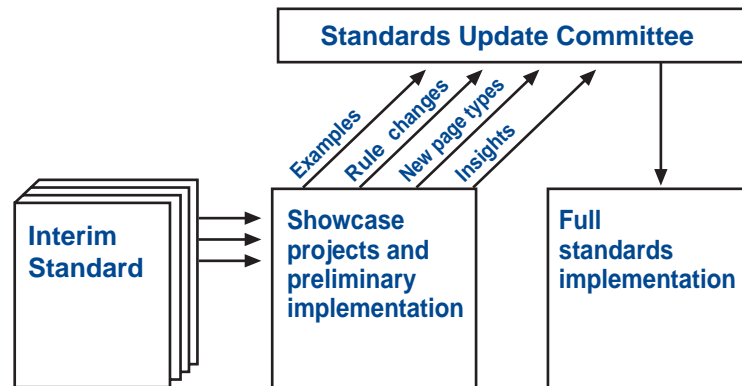 Standards Update Committee
Examples
Rule changes
New page types
Insights
Interim
Standard
Showcase
projects and
preliminary
implementation
Full
standards
implementation